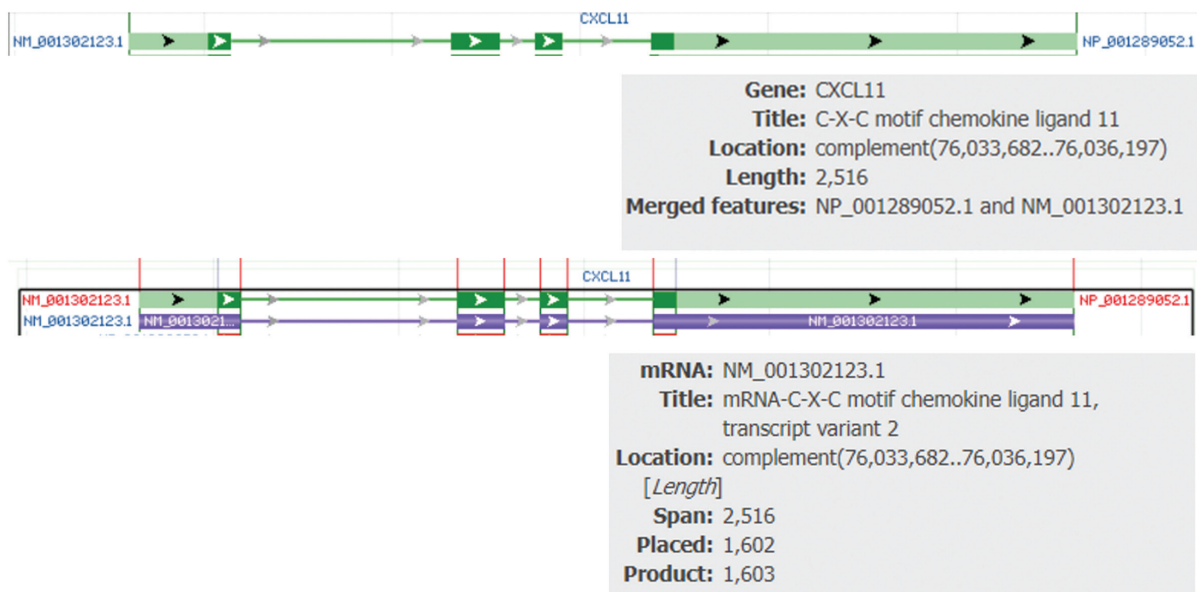 CXCL11
NM_001302123.1 NP_001289052.1
Gene: CXCL11
Title: C-X-C motif chemokine ligand 11
Location: complement(76,033,682..76,036,197)
Length: 2,516
Merged features: NP_001289052.1 and NM_001302123.1
CXCL11
NM_001302123.1 NP_001289052.1
NM_001302123.1 NM_0013021... NM_001302123.1
mRNA: NM_001302123.1
Title: mRNA-C-X-C motif chemokine ligand 11,
transcript variant 2
Location: complement(76,033,682..76,036,197)
[Length]
Span: 2,516
Placed: 1,602
Product: 1,603